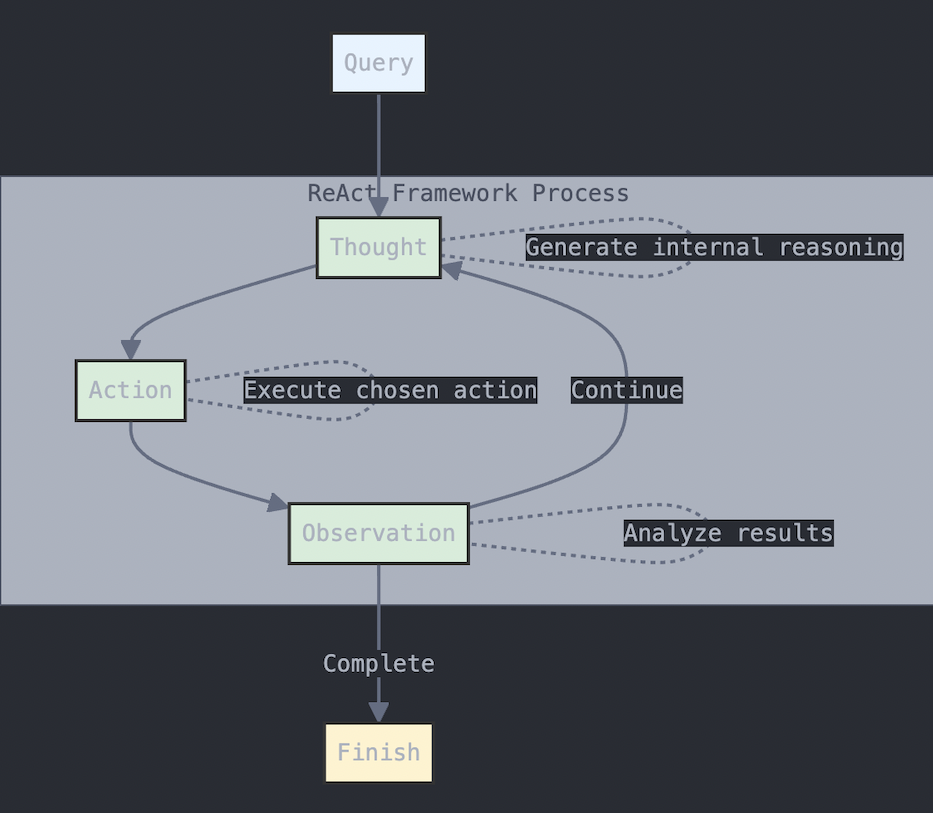 Query
ReAct Framework Process
Thought
Generate internal reasoning
Action
Execute chosen action
Continue
Observation
Analyze results
Complete
Finish